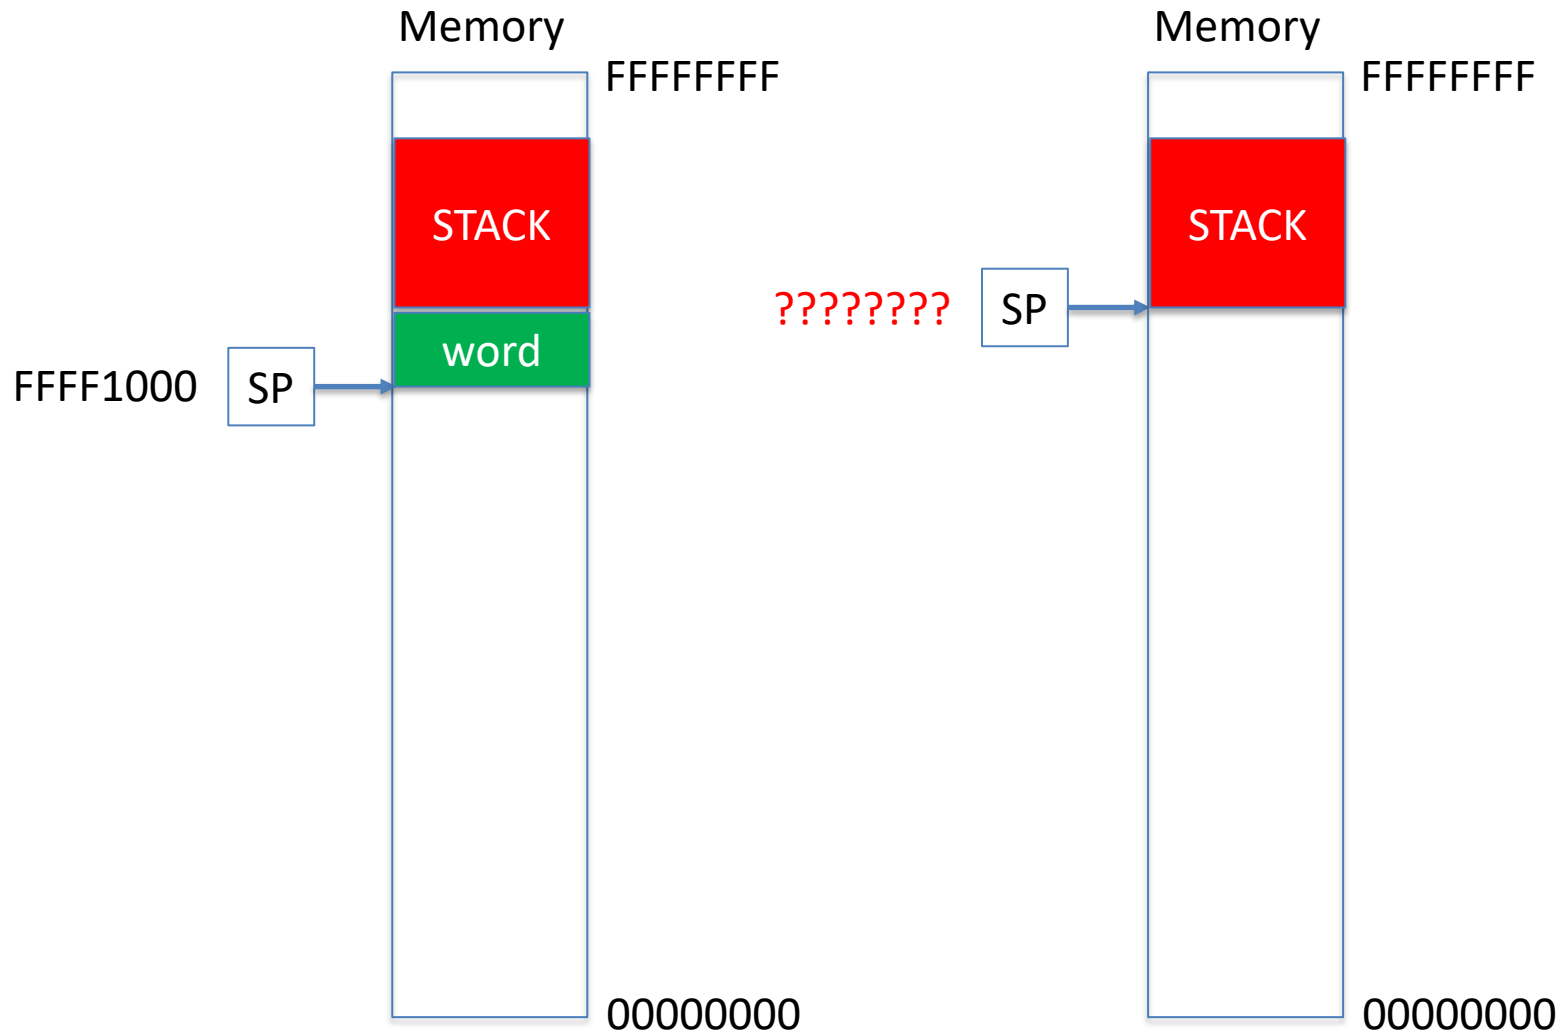 Memory
FFFFFFFF
STACK
word
FFFF1000
SP
00000000
Memory
FFFFFFFF
STACK
????????
SP
00000000